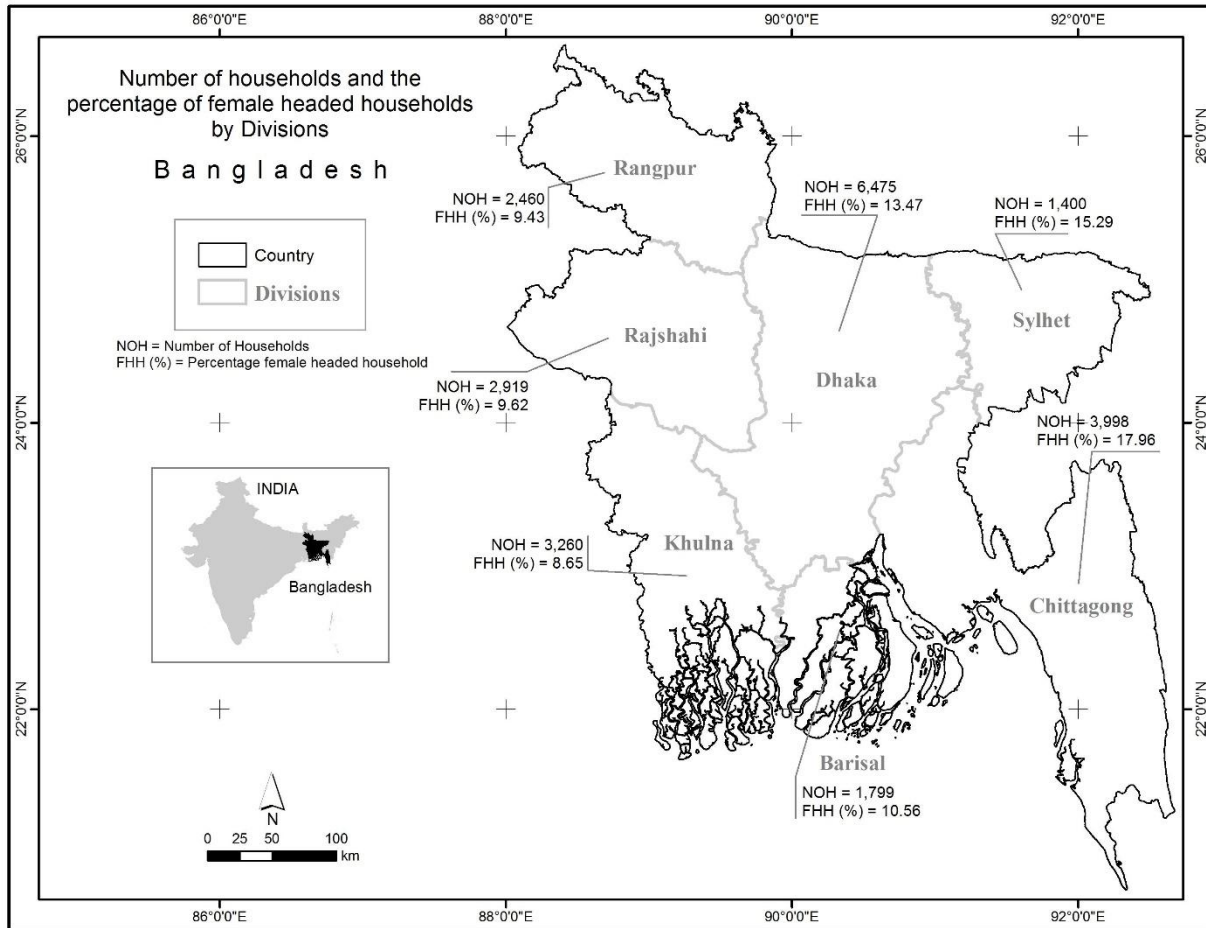 86°0'0"E
88°0'0"E
90°0'0"E
92°0'0"E
Number of households and the
percentage of female headed households
by Divisions
Bangladesh
Country
Divisions
NOH = Number of Households
FHH (%) = Percentage female headed household
26°0'0"N
24°0'0"N
22°0'0"N
26°0'0"N
24°0'0"N
22°0'0"N
Rangpur
NOH = 2,460
FHH (%) = 9.43
NOH = 6,475
FHH (%) = 13.47
NOH = 1,400
FHH (%) = 15.29
Sylhet
Rajshahi
Dhaka
NOH = 2,919
FHH (%) = 9.62
NOH = 3,998
FHH (%) = 17.96
INDIA
Bangladesh
Khulna
NOH = 3,260
FHH (%) = 8.65
Chittagong
Barisal
NOH = 1,799
FHH (%) = 10.56
N
0 25 50 100
km
86°0'0"E
88°0'0"E
90°0'0"E
92°0'0"E